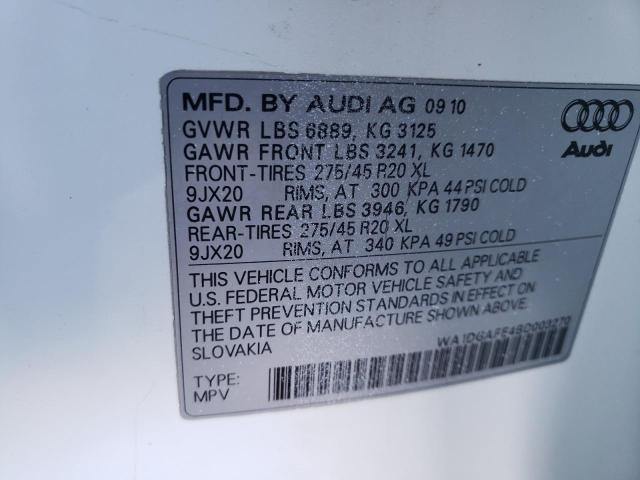 MFD. BY AUDI AG 09 10
GVWR LBS 6889, KG 3125
GAWR FRONT LBS 3241, KG 1470
FRONT-TIRES 275/45 R20 XL
9JX20 RIMS, AT 300 KPA 44 PSI COLD
GAWR REAR LBS 3946, KG 1790
REAR-TIRES 275/45 R20 XL
9JX20 RIMS, AT 340 KPA 49 PSI COLD
Audi
THIS VEHICLE CONFORMS TO ALL APPLICABLE
U.S. FEDERAL MOTOR VEHICLE SAFETY AND
THEFT PREVENTION STANDARDS IN EFFECT ON
THE DATE OF MANUFACTURE SHOWN ABOVE.
SLOVAKIA
WA1DGAFE4BD003270
TYPE:
MPV